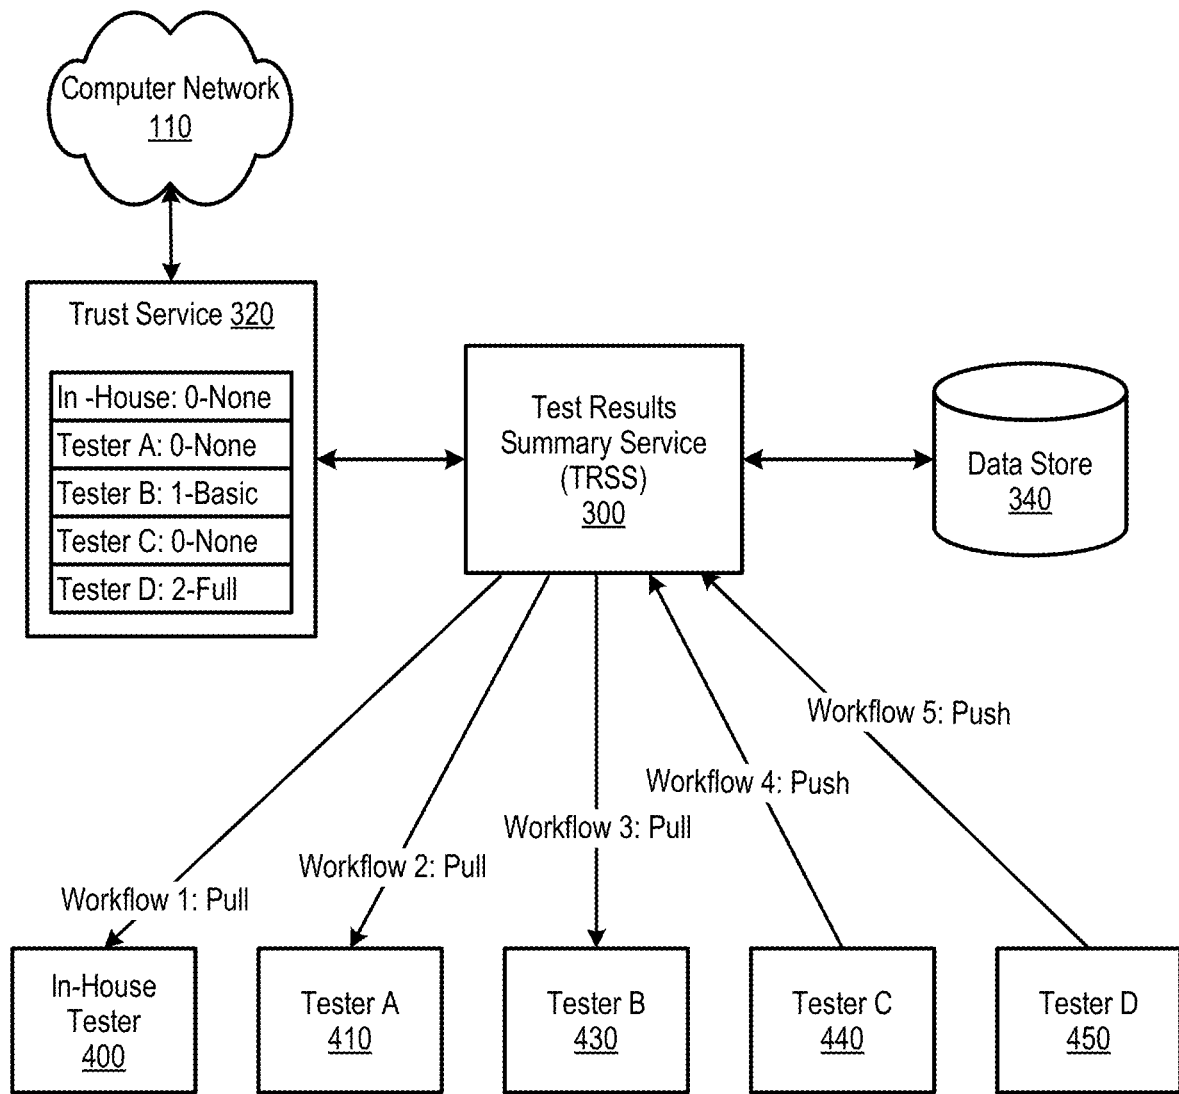 Computer Network
110
Trust Service 320
In -House: 0-None
Tester A: 0-None
Tester B: 1-Basic
Tester C: 0-None
Tester D: 2-Full
Test Results
Summary Service
(TRSS)
300
Data Store
340
Workflow 5: Push
Workflow 4: Push
Workflow 3: Pull
Workflow 2: Pull
Workflow 1: Pull
In-House
Tester
400
Tester A
410
Tester B
430
Tester C
440
Tester D
450